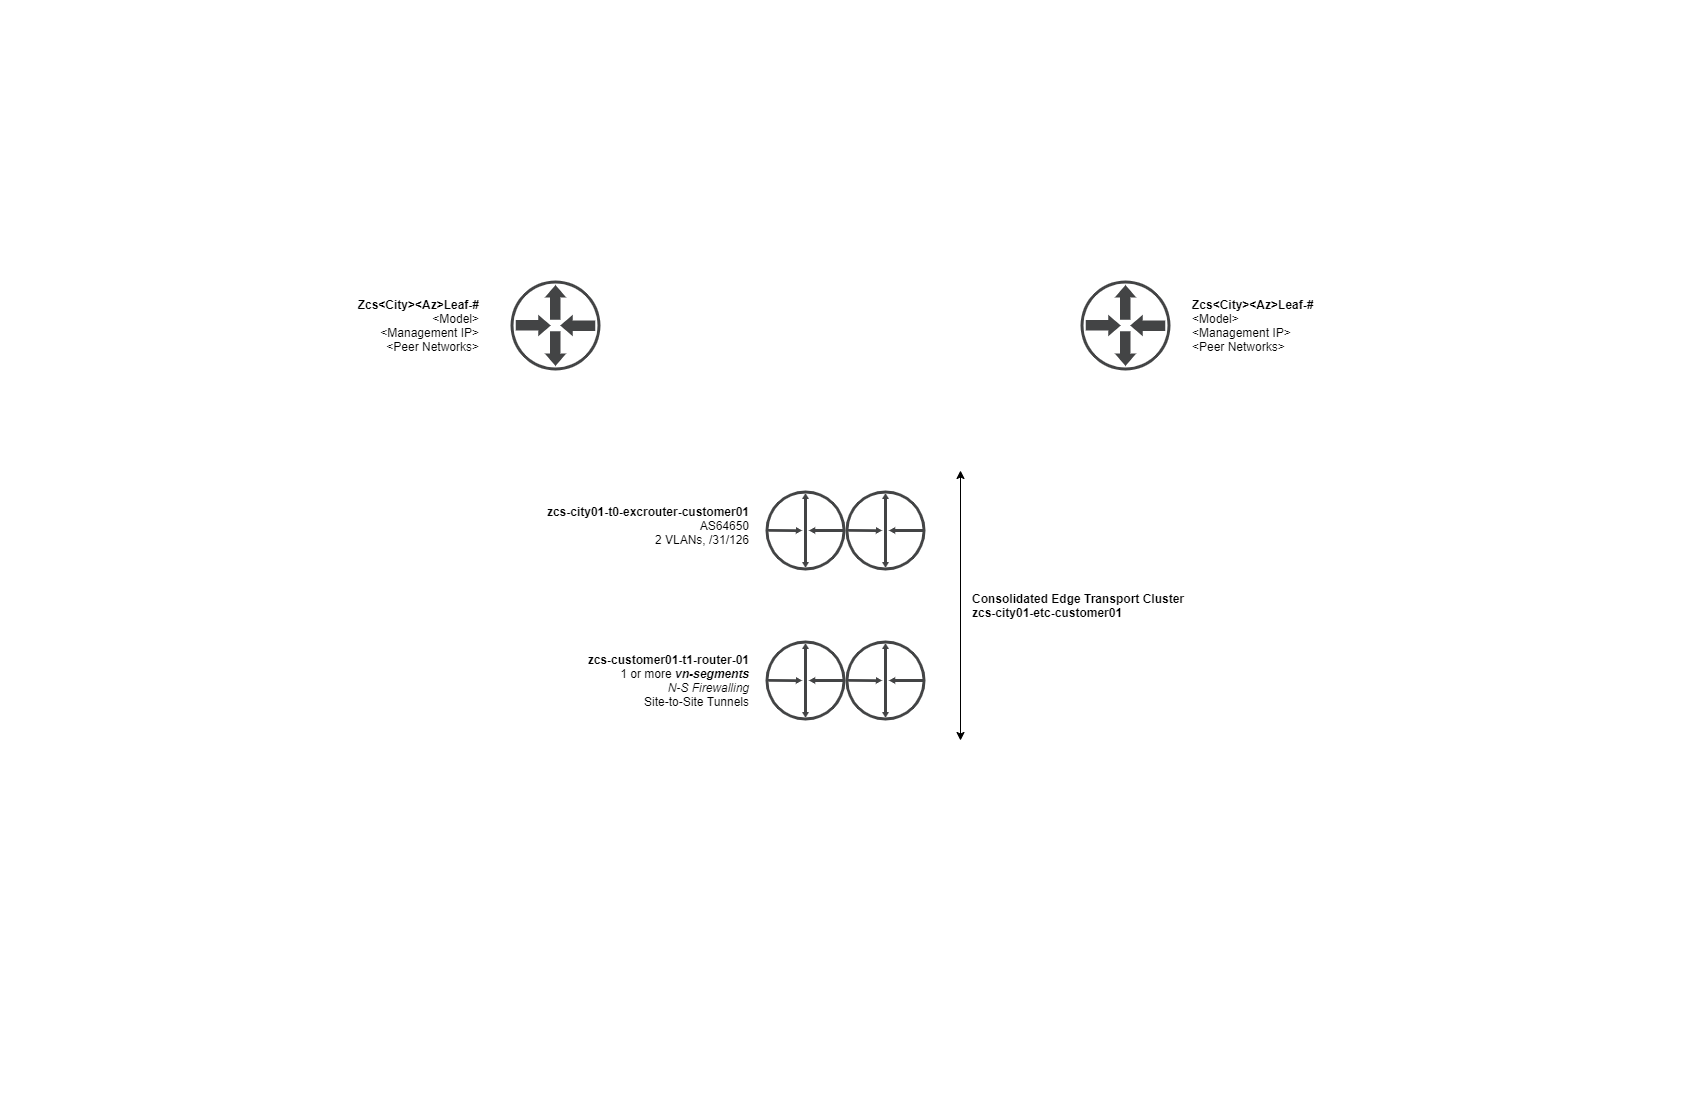 Zcs<City><Az>Leaf-#
<Model>
<Management IP>
<Peer Networks>
Zcs<City><Az>Leaf-#
<Model>
<Management IP>
<Peer Networks>
zcs-city01-t0-excrouter-customer01
AS64650
2 VLANs, /31/126
Consolidated Edge Transport Cluster
zcs-city01-etc-customer01
zcs-customer01-t1-router-01
1 or more vn-segments
N-S Firewalling
Site-to-Site Tunnels